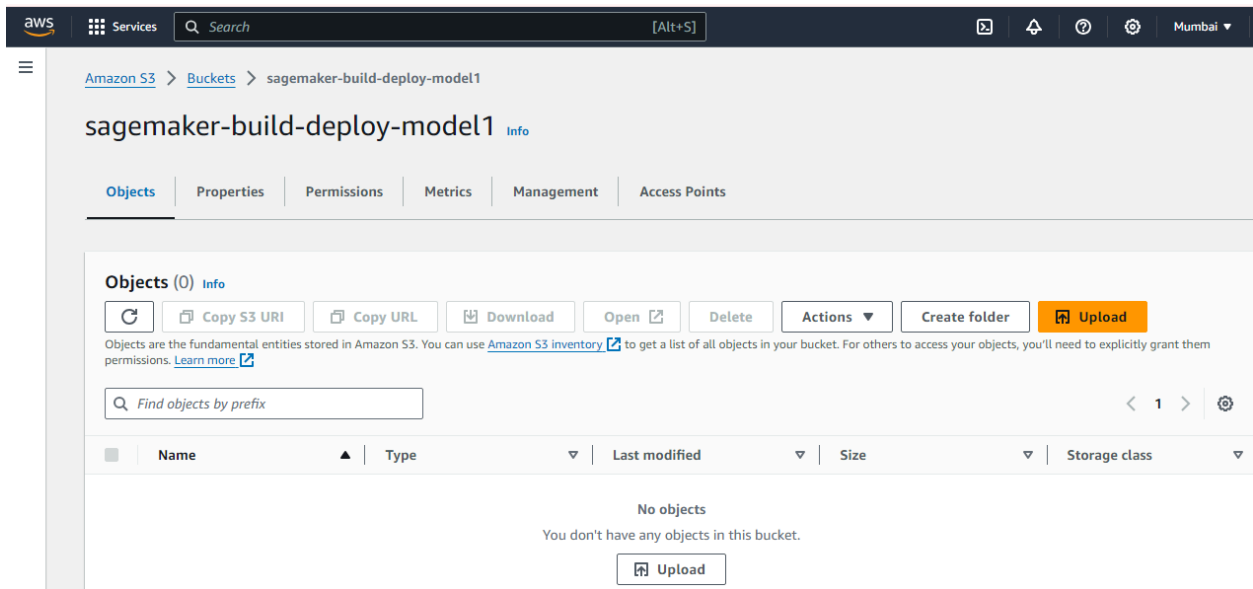 aws Services Search [Alt+S] Mumbai ▼
Amazon S3 > Buckets > sagemaker-build-deploy-model1
sagemaker-build-deploy-model1 Info
Objects Properties Permissions Metrics Management Access Points
Objects (0) Info
Copy S3 URI Copy URL Download Open Delete Actions ▼ Create folder Upload
Objects are the fundamental entities stored in Amazon S3. You can use Amazon S3 inventory to get a list of all objects in your bucket. For others to access your objects, you'll need to explicitly grant them
permissions. Learn more
Find objects by prefix < 1 >
Name Type Last modified Size Storage class
No objects
You don't have any objects in this bucket.
Upload